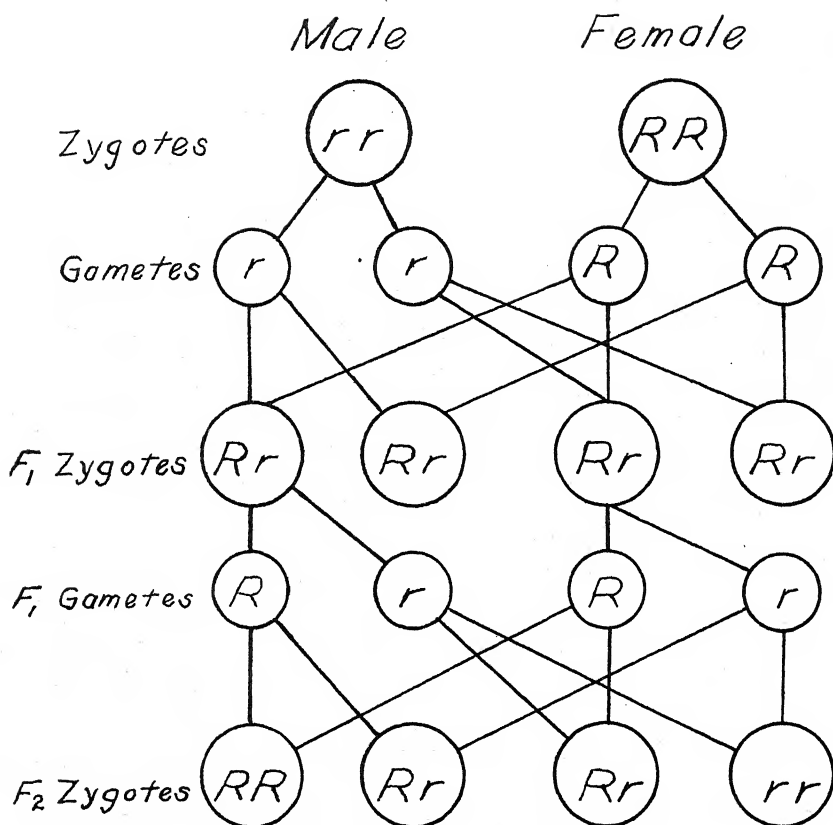 Male Female
Zygotes rr RR
Gametes r r R R
F1 Zygotes Rr Rr Rr Rr
F1 Gametes R r R r
F2 Zygotes RR Rr Rr rr